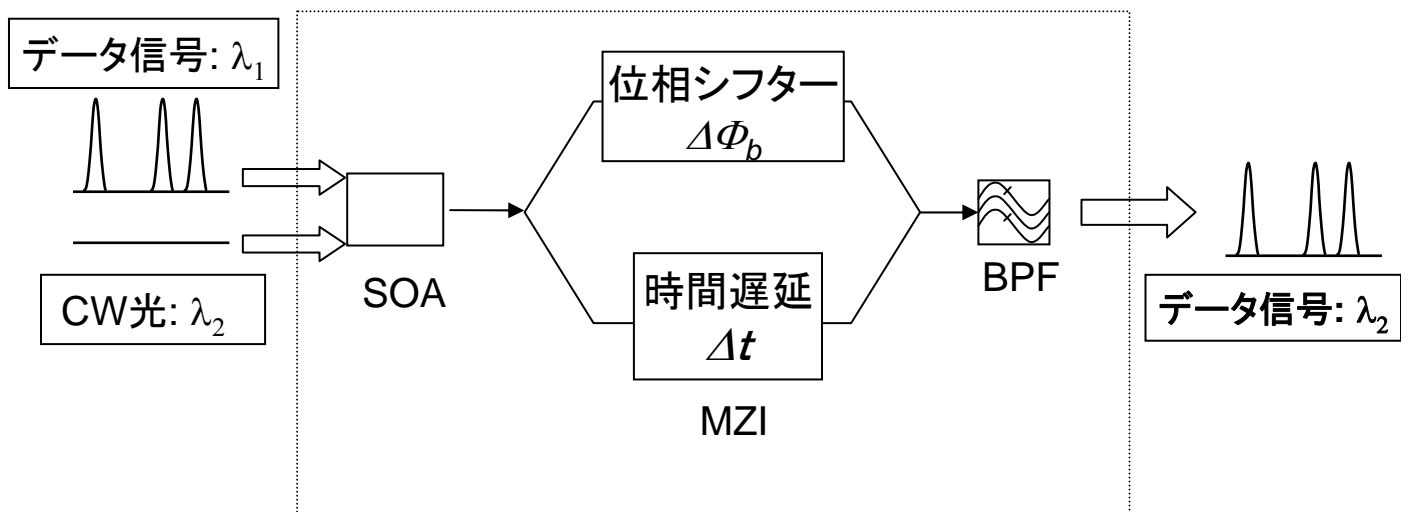 データ信号: λ₁
CW光: λ₂
SOA
位相シフター
ΔΦb
時間遅延
Δt
MZI
BPF
データ信号: λ₂